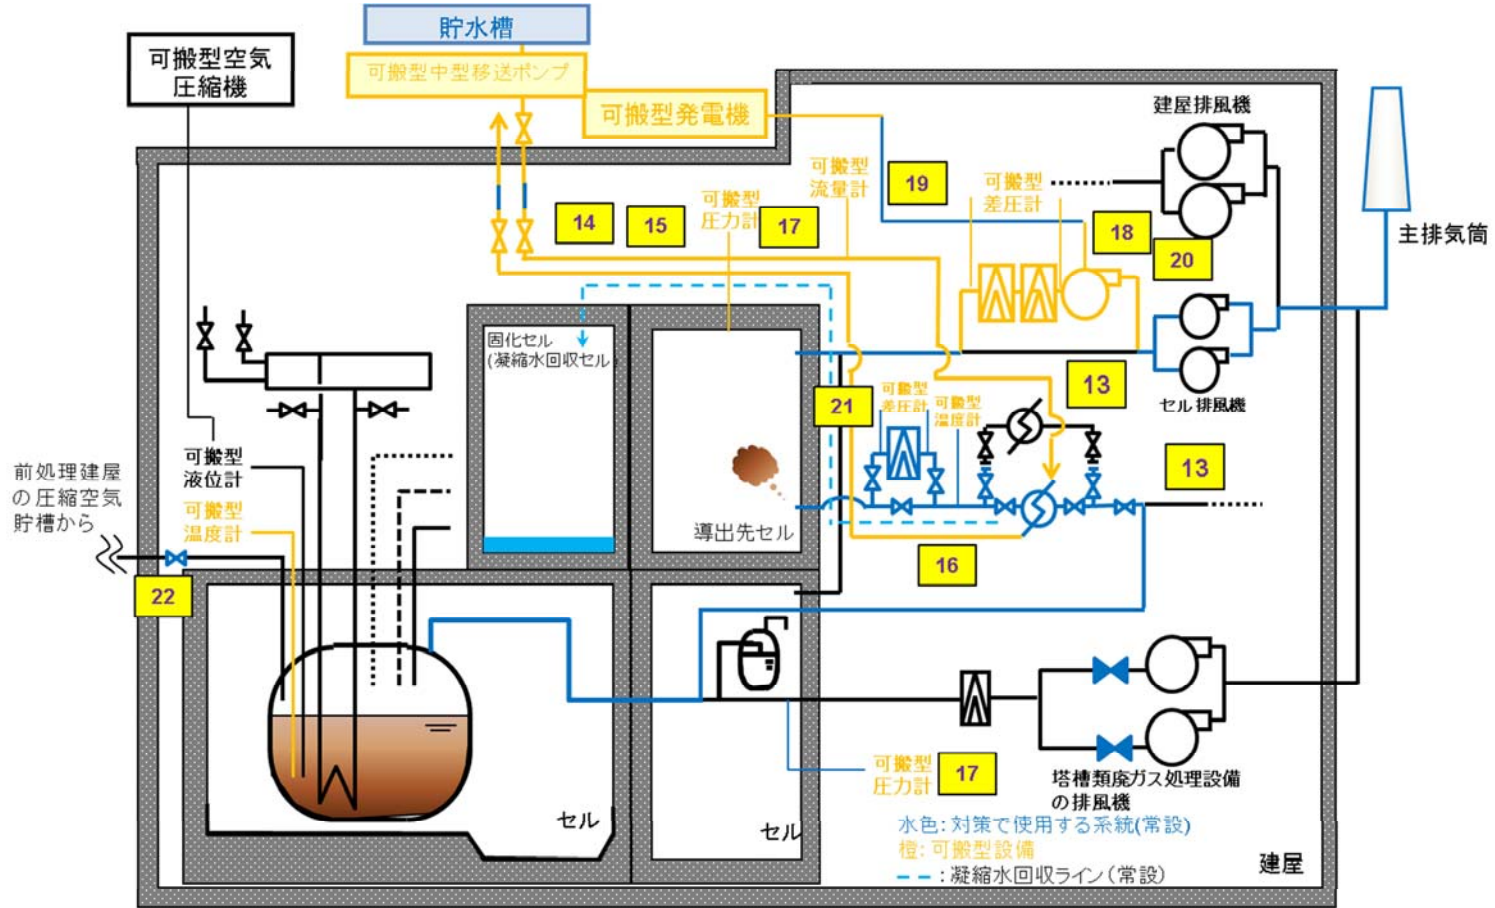 貯水槽
可搬型空気
圧縮機
可搬型中型移送ポンプ
可搬型発電機
建屋排風機
可搬型
流量計
19
可搬型
差圧計
可搬型
圧力計
14
15
17
18
20
主排気筒
固化セル
(凝縮水回収セル)
13
セル排風機
21
可搬型
差圧計
可搬型
温度計
可搬型
液位計
前処理建屋
の圧縮空気
貯槽から
可搬型
温度計
13
導出先セル
16
22
可搬型
圧力計
17
塔槽類廃ガス処理設備
の排風機
セル
セル
水色:対策で使用する系統(常設)
橙:可搬型設備
:凝縮水回収ライン(常設)
建屋